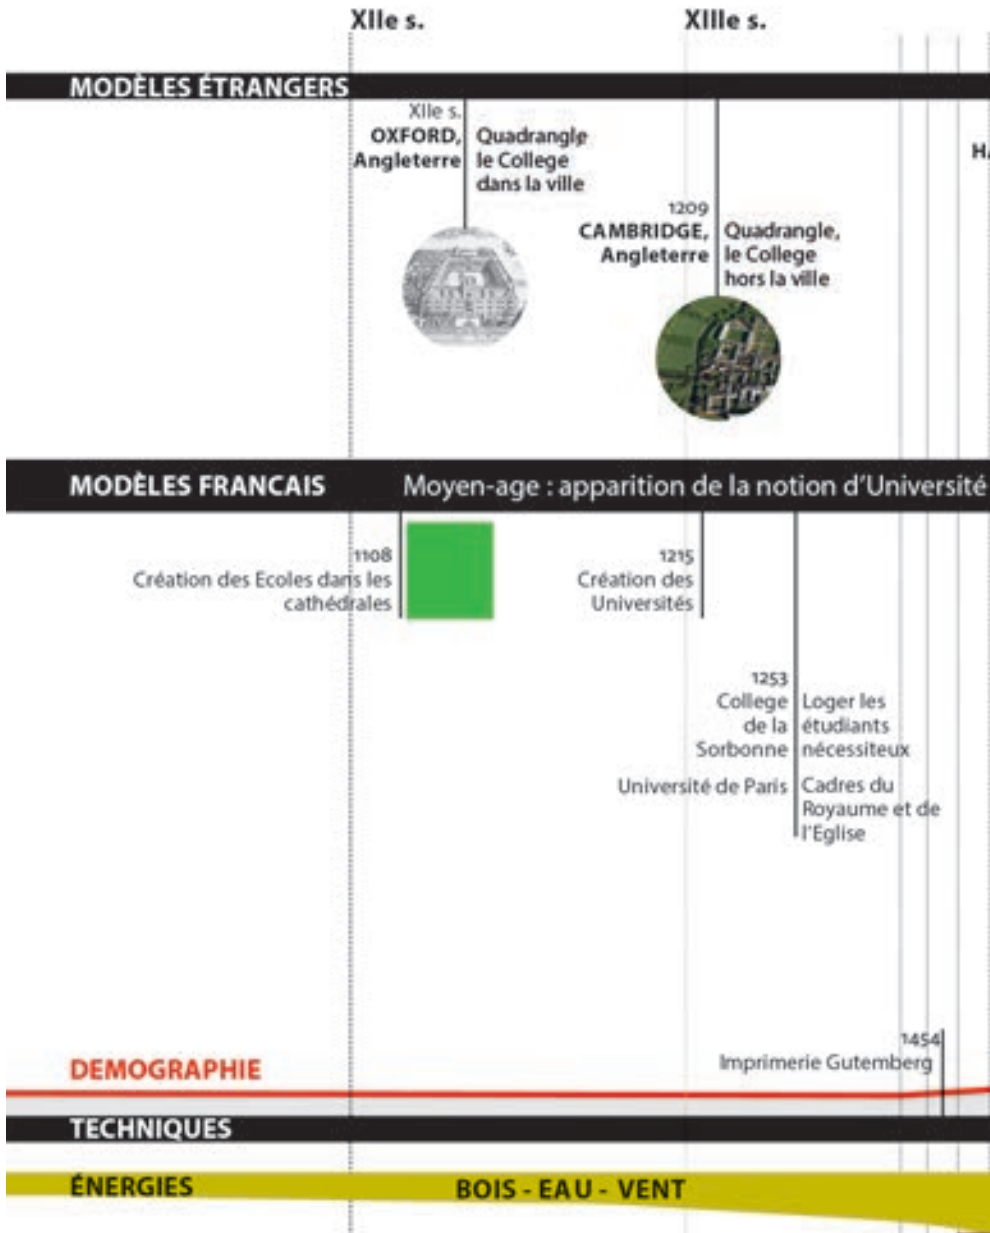 XIIe s.
XIIIe s.
MODÈLES ÉTRANGERS
XIIe s.
OXFORD,
Angleterre
Quadrangle
le College
dans la ville
1209
CAMBRIDGE,
Angleterre
Quadrangle,
le College
hors la ville
MODÈLES FRANCAIS
Moyen-age : apparition de la notion d'Université
1108
Création des Ecoles dans les
cathédrales
1215
Création des
Universités
1253
College
de la
Sorbonne
Loger les
étudiants
nécessiteux
Université de Paris
Cadres du
Royaume et de
l'Eglise
1454
Imprimerie Gutemberg
DEMOGRAPHIE
TECHNIQUES
ÉNERGIES
BOIS - EAU - VENT